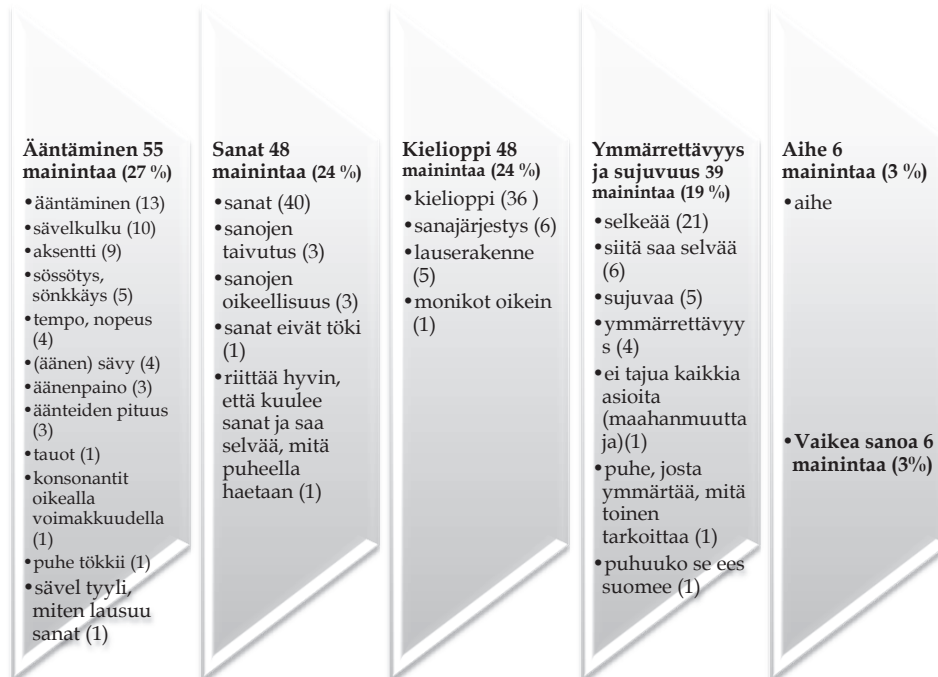 Ääntäminen 55
mainintaa (27 %)
•ääntäminen (13)
•sävelkulku (10)
•aksentti (9)
•sössötys,
sönkkäys (5)
•tempo, nopeus
(4)
•(äänen) sävy (4)
•äänenpaino (3)
•äänteiden pituus
(3)
•tauot (1)
•konsonantit
oikealla
voimakkuudella
(1)
•puhe tökkii (1)
•sävel tyyli,
miten lausuu
sanat (1)
Sanat 48
mainintaa (24 %)
•sanat (40)
•sanojen
taivutus (3)
•sanojen
oikeellisuus (3)
•sanat eivät töki
(1)
•riittää hyvin,
että kuulee
sanat ja saa
selvää, mitä
puheella
haetaan (1)
Kielioppi 48
mainintaa (24 %)
•kielioppi (36 )
•sanajärjestys (6)
•lauserakenne
(5)
•monikot oikein
(1)
Ymmärrettävyys
ja sujuvuus 39
mainintaa (19 %)
•selkeää (21)
•siitä saa selvää
(6)
•sujuvaa (5)
•ymmärrettävyy
s (4)
•ei tajua kaikkia
asioita
(maahanmuutta
ja)(1)
•puhe, josta
ymmärtää, mitä
toinen
tarkoittaa (1)
•puhuuko se ees
suomee (1)
Aihe 6
mainintaa (3 %)
•aihe
•Vaikea sanoa 6
mainintaa (3%)